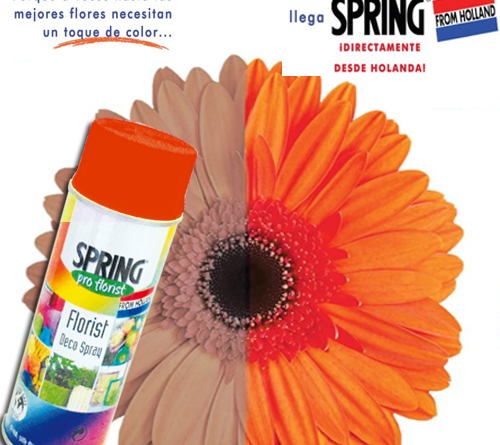 mejores flores necesitan
un toque de color...
llega SPRING FROM HOLLAND
¡DIRECTAMENTE
DESDE HOLANDA!
SPRING
pro florist
FROM HOLLAND
Florist
Deco Spray